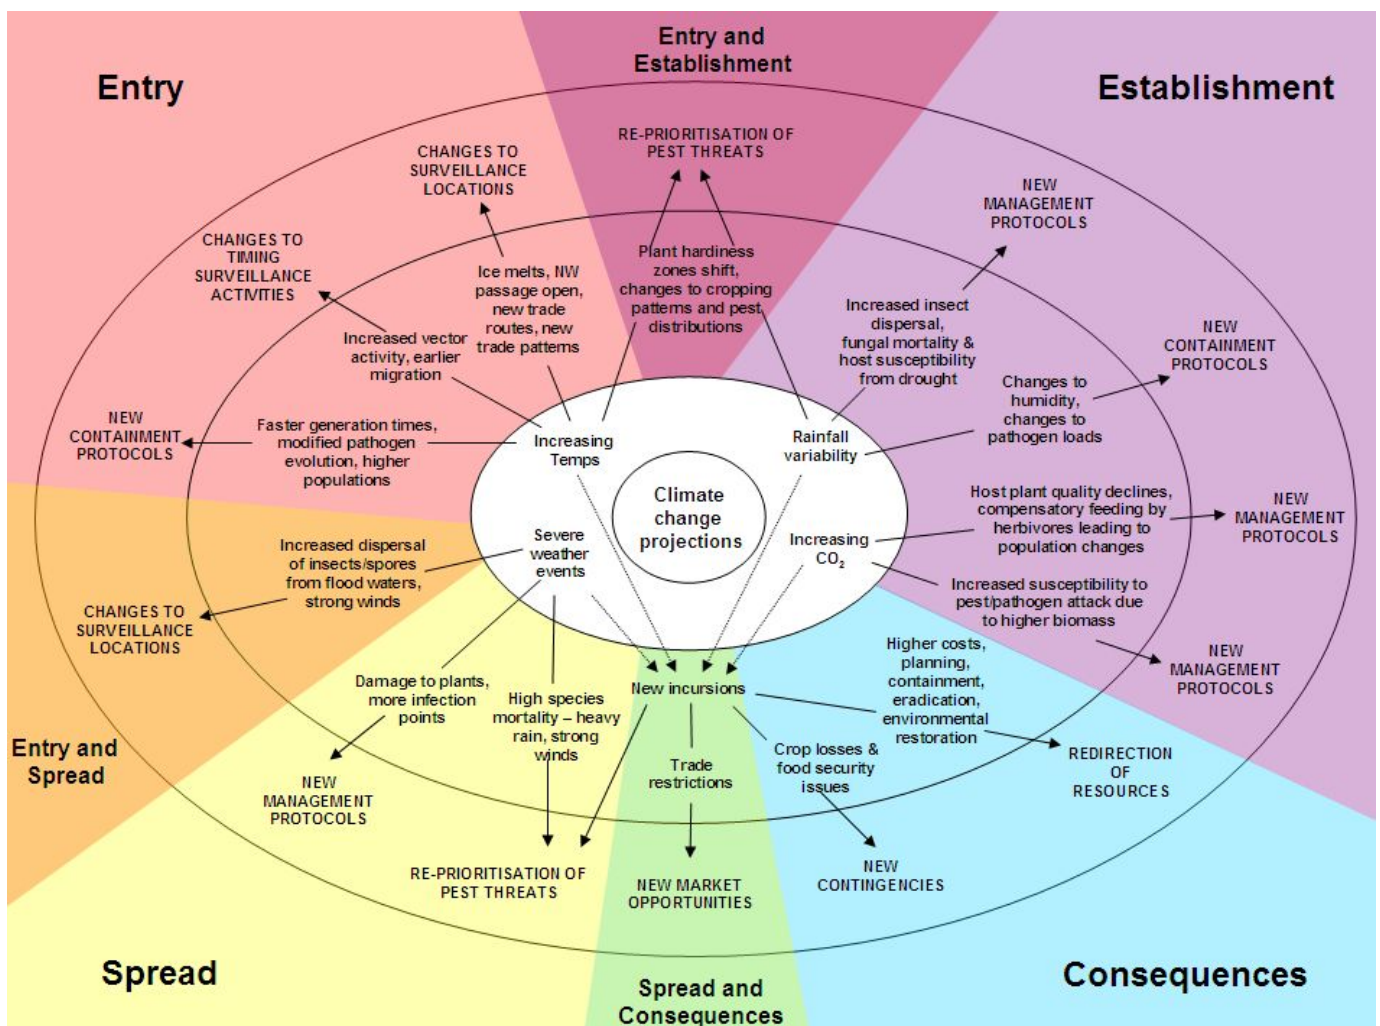 Entry and
Establishment
Entry
Establishment
RE-PRIORITISATION OF
PEST THREATS
CHANGES TO
SURVEILLANCE
LOCATIONS
NEW
MANAGEMENT
PROTOCOLS
CHANGES TO
TIMING
SURVEILLANCE
ACTIVITIES
Ice melts, NW
passage open,
new trade
routes, new
trade patterns
Plant hardiness
zones shift,
changes to cropping
patterns and pest
distributions
Increased insect
dispersal,
fungal mortality &
host susceptibility
from drought
NEW
CONTAINMENT
PROTOCOLS
Increased vector
activity, earlier
migration
Changes to
humidity,
changes to
pathogen loads
NEW
CONTAINMENT
PROTOCOLS
Faster generation times,
modified pathogen
evolution, higher
populations
Increasing
Temps
Rainfall
variability
Climate
change
projections
Host plant quality declines,
compensatory feeding by
herbivores leading to
population changes
NEW
MANAGEMENT
PROTOCOLS
Increased dispersal
of insects/spores
from flood waters,
strong winds
Severe
weather
events
Increasing
CO₂
Increased susceptibility to
pest/pathogen attack due
to higher biomass
CHANGES TO
SURVEILLANCE
LOCATIONS
NEW
MANAGEMENT
PROTOCOLS
Higher costs,
planning,
containment,
eradication,
environmental
restoration
Damage to plants,
more infection
points
High species
mortality – heavy
rain, strong
winds
New incursions
Entry and
Spread
Trade
restrictions
Crop losses &
food security
issues
REDIRECTION
OF
RESOURCES
NEW
MANAGEMENT
PROTOCOLS
RE-PRIORITISATION OF
PEST THREATS
NEW MARKET
OPPORTUNITIES
NEW
CONTINGENCIES
Spread
Spread and
Consequences
Consequences